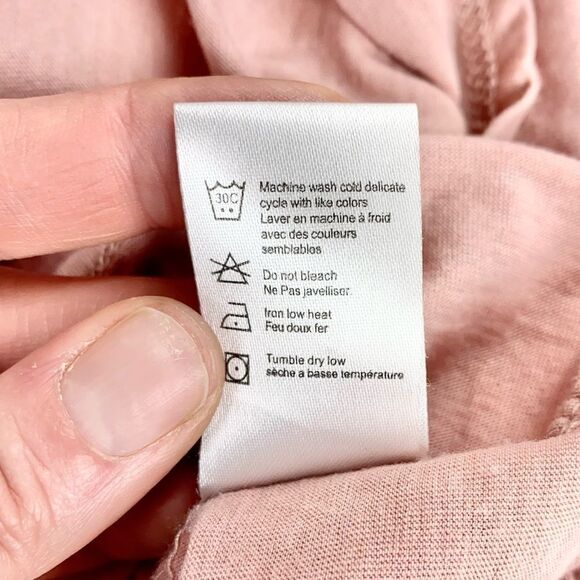 30C
Machine wash cold delicate
cycle with like colors
Laver en machine à froid
avec des couleurs
semblables
Do not bleach
Ne Pas javelliser.
Iron low heat
Feu doux fer
Tumble dry low
sèche a basse température